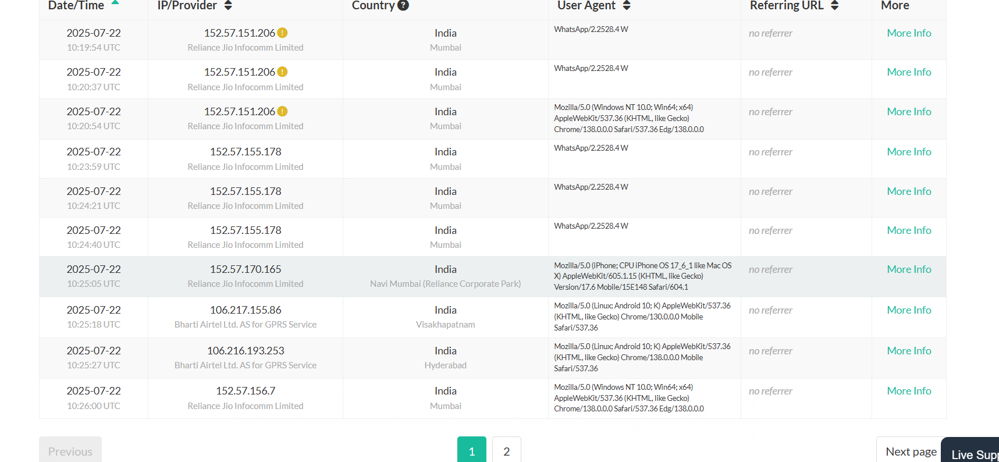 Date/Time IP/Provider Country User Agent Referring URL More
2025-07-22 152.57.151.206 India WhatsApp/2.2528.4 W no referrer More Info
10:19:54 UTC Reliance Jio Infocomm Limited Mumbai
2025-07-22 152.57.151.206 India WhatsApp/2.2528.4 W no referrer More Info
10:20:37 UTC Reliance Jio Infocomm Limited Mumbai
2025-07-22 152.57.151.206 India Mozilla/5.0 (Windows NT 10.0; Win64; x64) no referrer More Info
AppleWebKit/537.36 (KHTML, like Gecko)
10:20:54 UTC Reliance Jio Infocomm Limited Mumbai Chrome/138.0.0.0 Safari/537.36 Edg/138.0.0.0
2025-07-22 152.57.155.178 India WhatsApp/2.2528.4 W no referrer More Info
10:23:59 UTC Reliance Jio Infocomm Limited Mumbai
2025-07-22 152.57.155.178 India WhatsApp/2.2528.4 W no referrer More Info
10:24:21 UTC Reliance Jio Infocomm Limited Mumbai
2025-07-22 152.57.155.178 India WhatsApp/2.2528.4 W no referrer More Info
10:24:40 UTC Reliance Jio Infocomm Limited Mumbai
2025-07-22 152.57.170.165 India Mozilla/5.0 (iPhone; CPU iPhone OS 17_6_1 like Mac OS no referrer More Info
X) AppleWebKit/605.1.15 (KHTML, like Gecko)
10:25:05 UTC Reliance Jio Infocomm Limited Navi Mumbai (Reliance Corporate Park) Version/17.6 Mobile/15E148 Safari/604.1
2025-07-22 106.217.155.86 India Mozilla/5.0 (Linux; Android 10; K) AppleWebKit/537.36 no referrer More Info
(KHTML, like Gecko) Chrome/130.0.0.0 Mobile
10:25:18 UTC Bharti Airtel Ltd. AS for GPRS Service Visakhapatnam Safari/537.36
2025-07-22 106.216.193.253 India Mozilla/5.0 (Linux; Android 10; K) AppleWebKit/537.36 no referrer More Info
(KHTML, like Gecko) Chrome/138.0.0.0 Mobile
10:25:27 UTC Bharti Airtel Ltd. AS for GPRS Service Hyderabad Safari/537.36
2025-07-22 152.57.156.7 India Mozilla/5.0 (Windows NT 10.0; Win64; x64) no referrer More Info
AppleWebKit/537.36 (KHTML, like Gecko)
10:26:00 UTC Reliance Jio Infocomm Limited Mumbai Chrome/138.0.0.0 Safari/537.36 Edg/138.0.0.0
Previous 1 2 Next page Live Supp